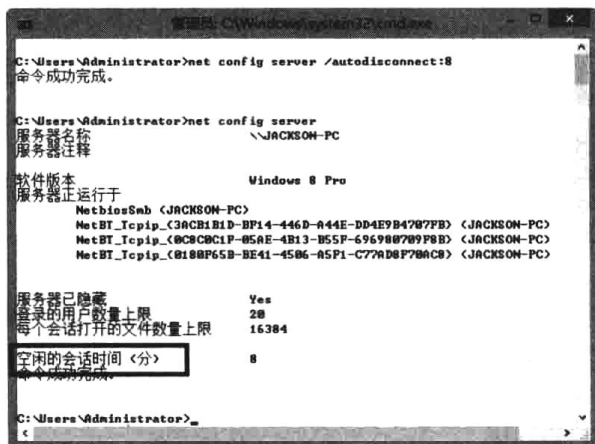 管理员: C:\Windows\system32\cmd.exe
C:\Users\Administrator>net config server /autodisconnect:8
命令成功完成。
C:\Users\Administrator>net config server
服务器名称 \\JACKSON-PC
服务器注释
软件版本 Windows 8 Pro
服务器正运行于
NetbiosSmb (JACKSON-PC)
NetBT_Tcpip_{3ACB1B1D-BF14-446D-A44E-DD4E9B4707FB} (JACKSON-PC)
NetBT_Tcpip_{0C8C0C1F-05AE-4B13-B55F-696980709F8B} (JACKSON-PC)
NetBT_Tcpip_{0180F65B-BE41-4506-A5F1-C77AD8F70AC8} (JACKSON-PC)
服务器已隐藏 Yes
登录的用户数量上限 20
每个会话打开的文件数量上限 16384
空闲的会话时间 (分) 8
命令成功完成。
C:\Users\Administrator>_